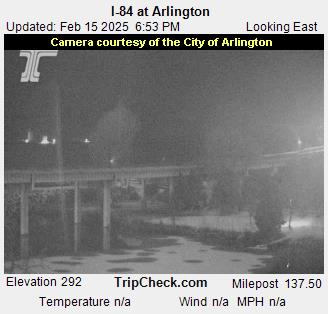 I-84 at Arlington
Updated: Feb 15 2025 6:53 PM Looking East
Camera courtesy of the City of Arlington
Elevation 292 TripCheck.com Milepost 137.50
Temperature n/a Wind n/a MPH n/a